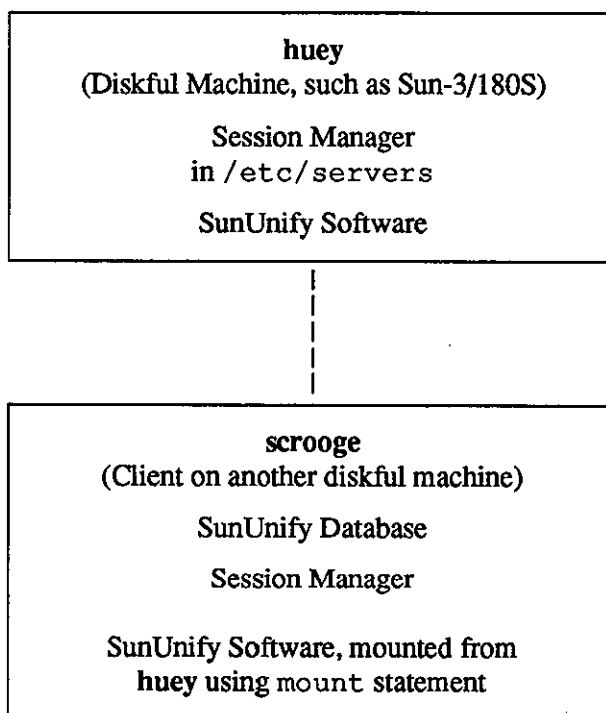 huey
(Diskful Machine, such as Sun-3/180S)
Session Manager
in /etc/servers
SunUnify Software
scrooge
(Client on another diskful machine)
SunUnify Database
Session Manager
SunUnify Software, mounted from
huey using mount statement